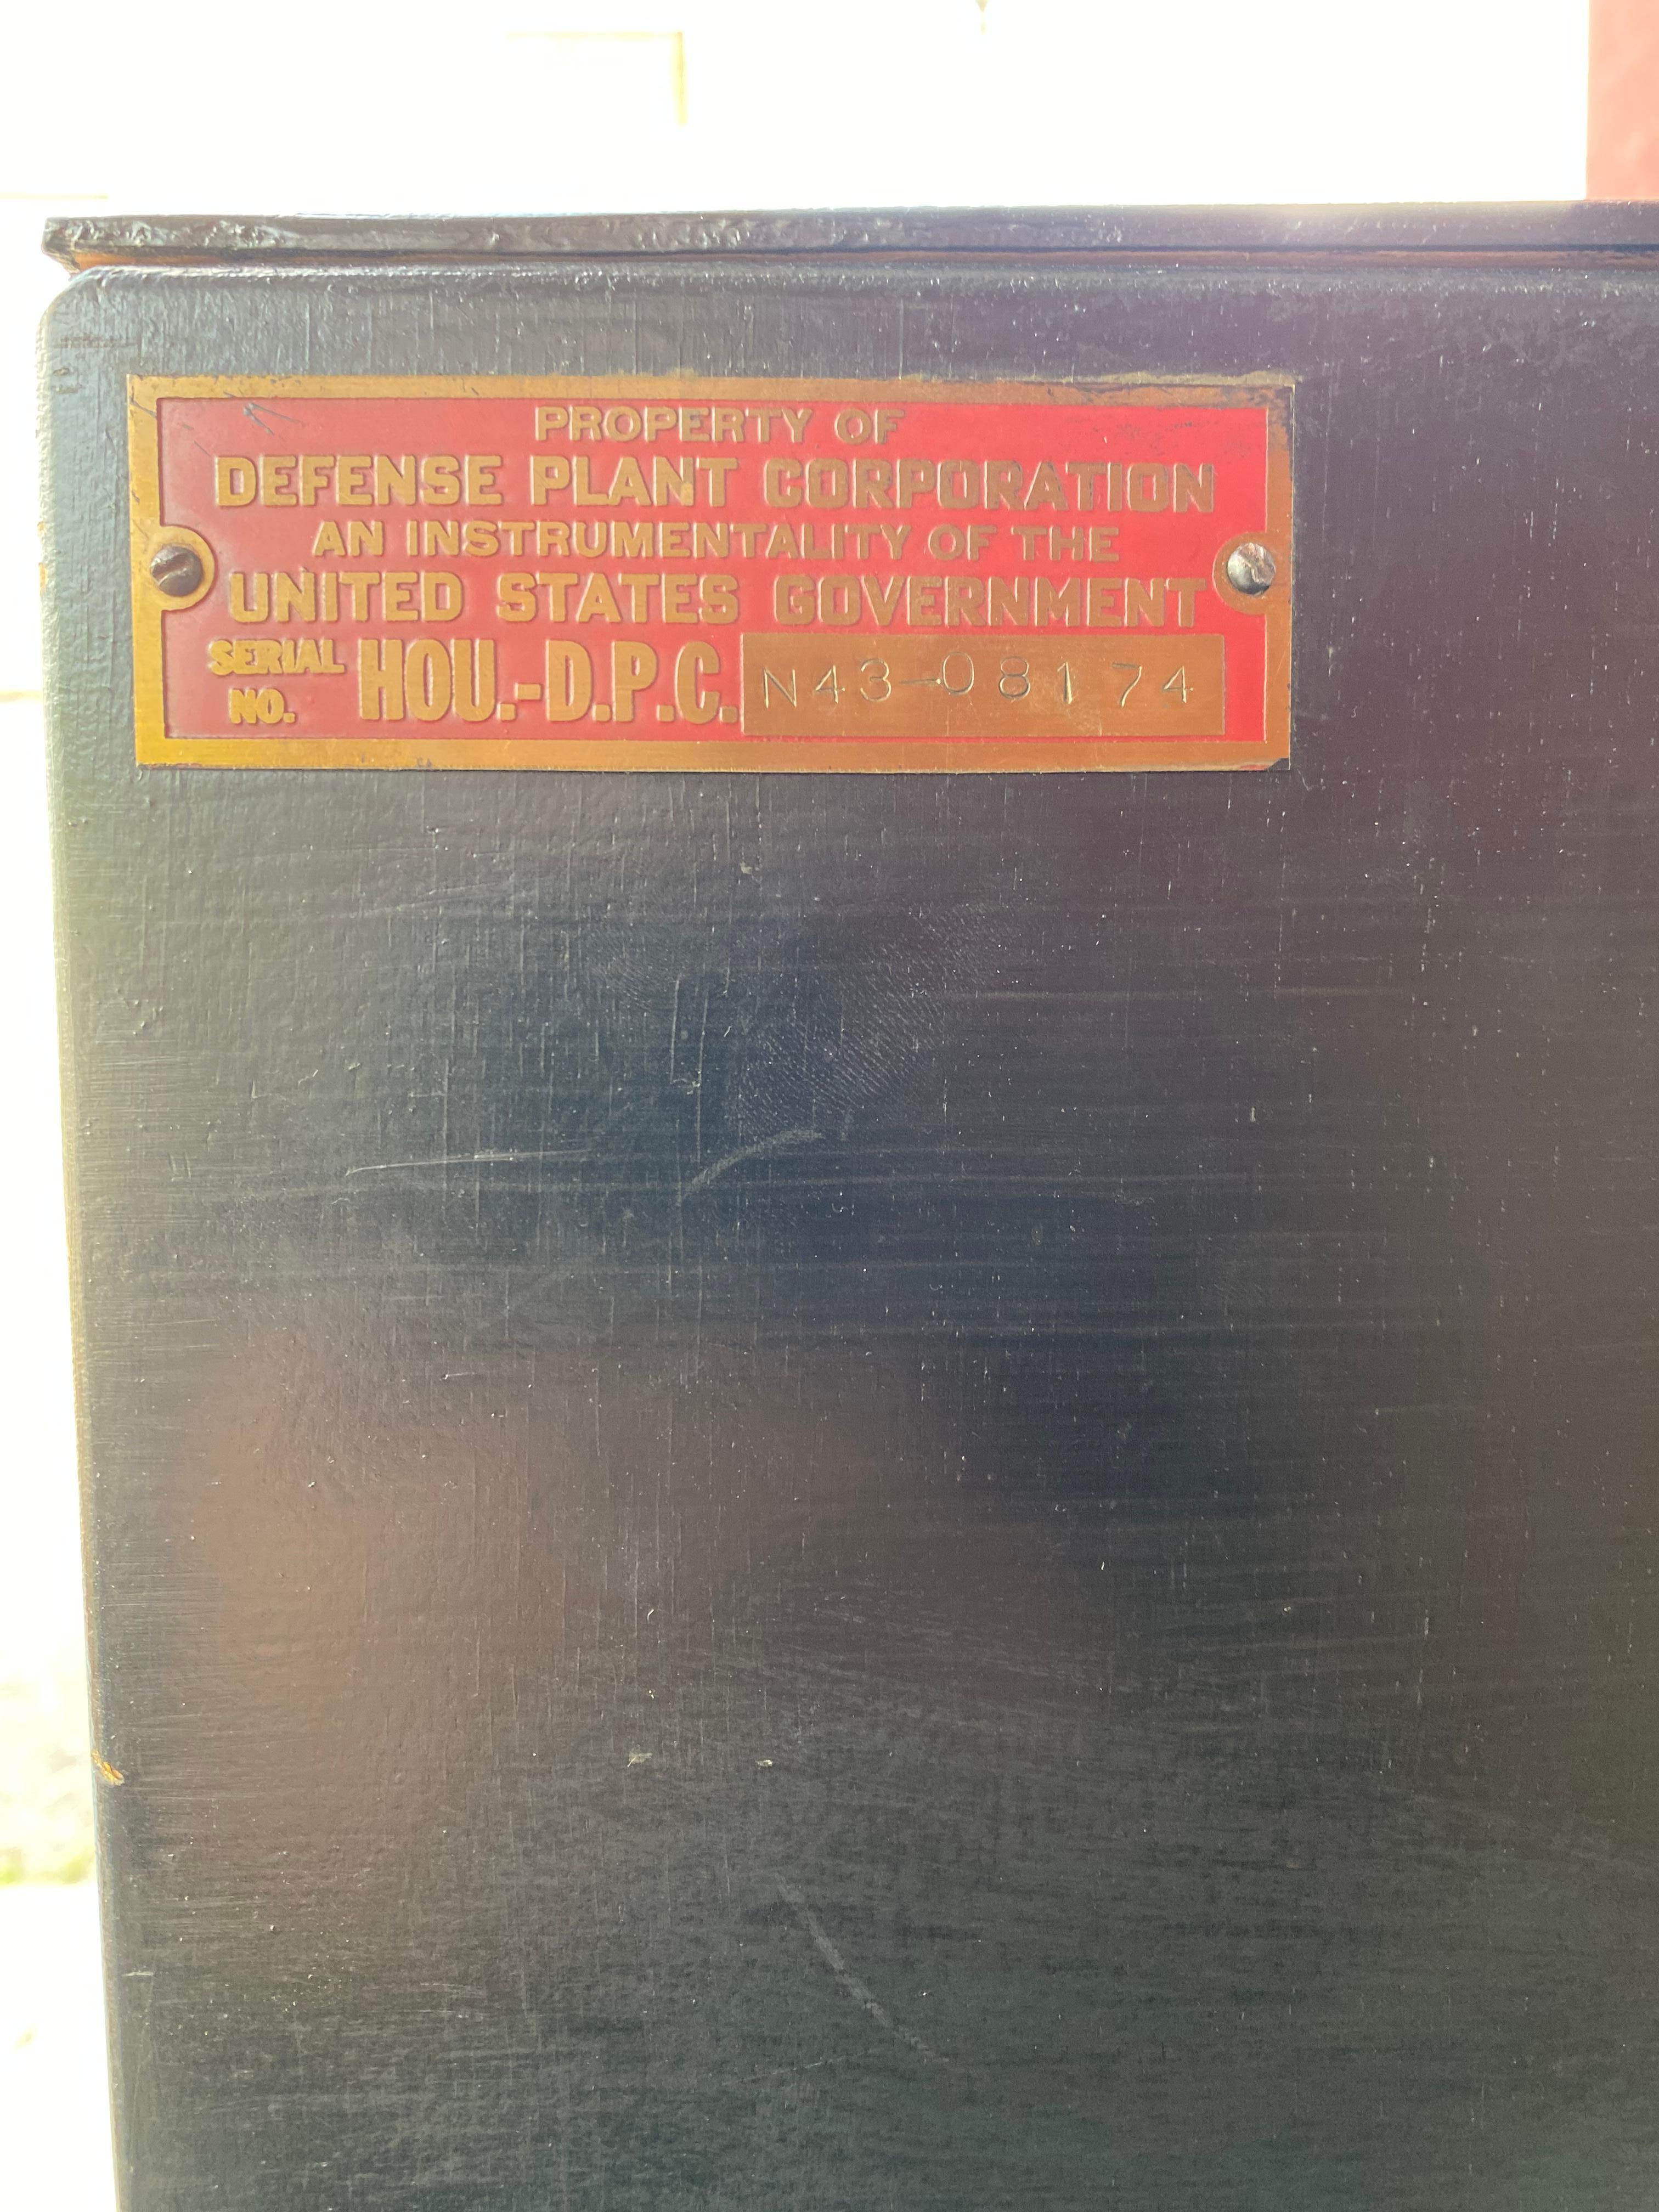 PROPERTY OF
DEFENSE PLANT CORPORATION
AN INSTRUMENTALITY OF THE
UNITED STATES GOVERNMENT
SERIAL NO. HOU.-D.P.C. N43-08174